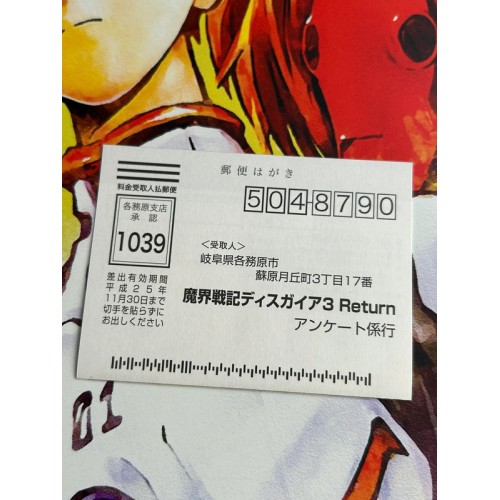 郵便はがき
料金受取人払郵便
各務原支店
承認
1039
差出有効期間
平成25年
11月30日まで
切手を貼らずに
お出しください
5048790
＜受取人＞
岐阜県各務原市
蘇原月丘町3丁目17番
魔界戦記ディスガイア3 Return
アンケート係行
01